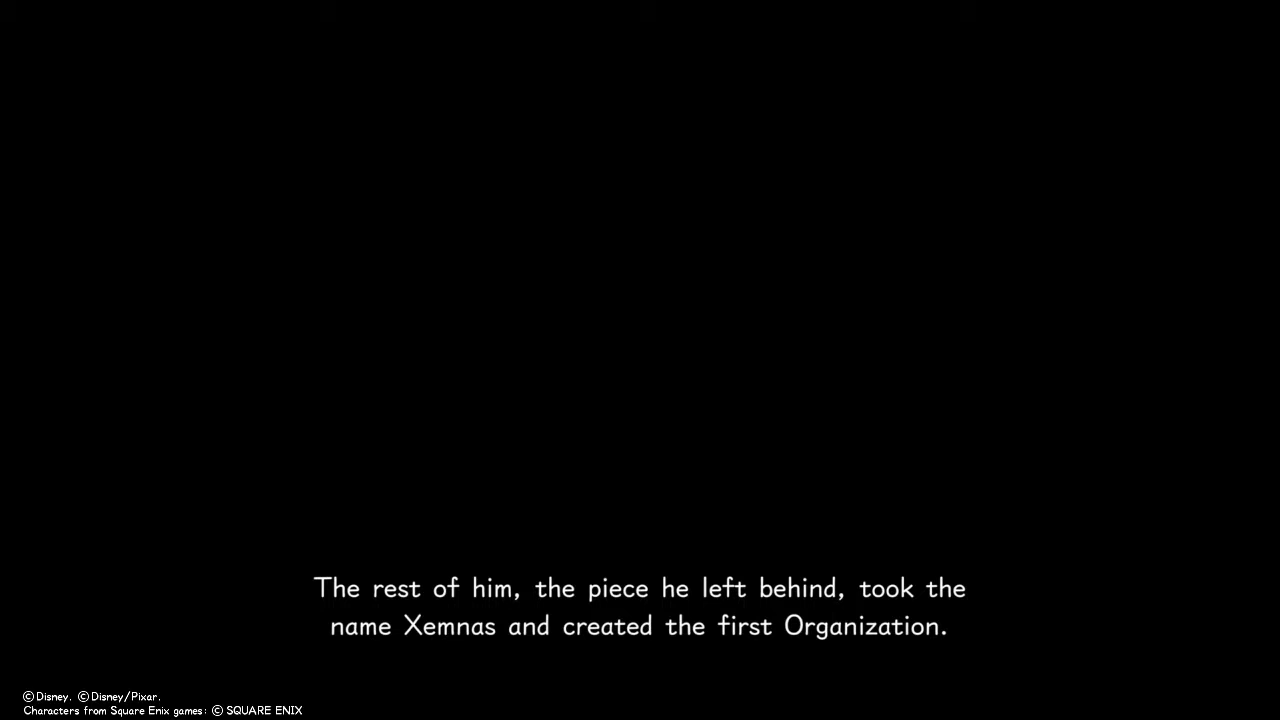 The rest of him, the piece he left behind, took the
name Xemnas and created the first Organization.
©Disney. ©Disney/Pixar.
Characters from Square Enix games: © SQUARE ENIX